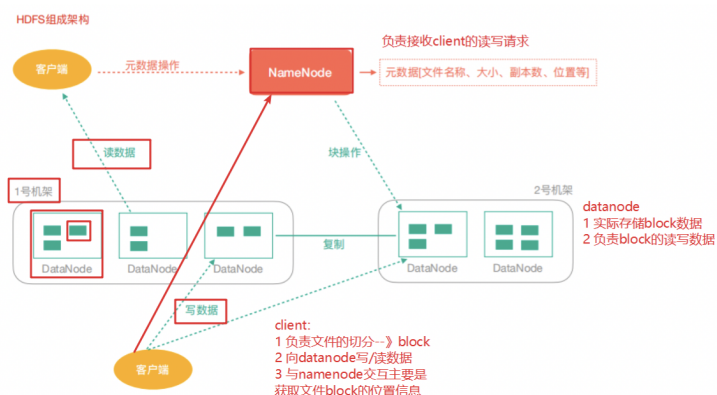 HDFS组成架构
负责接收client的读写请求
客户端
元数据操作
NameNode
元数据[文件名称、大小、副本数、位置等]
读数据
块操作
1号机架
2号机架
datanode
1 实际存储block数据
2 负责block的读写数据
复制
DataNode
DataNode
DataNode
DataNode
DataNode
写数据
client:
1 负责文件的切分--》block
2 向datanode写/读数据
3 与namenode交互主要是
获取文件block的位置信息
客户端